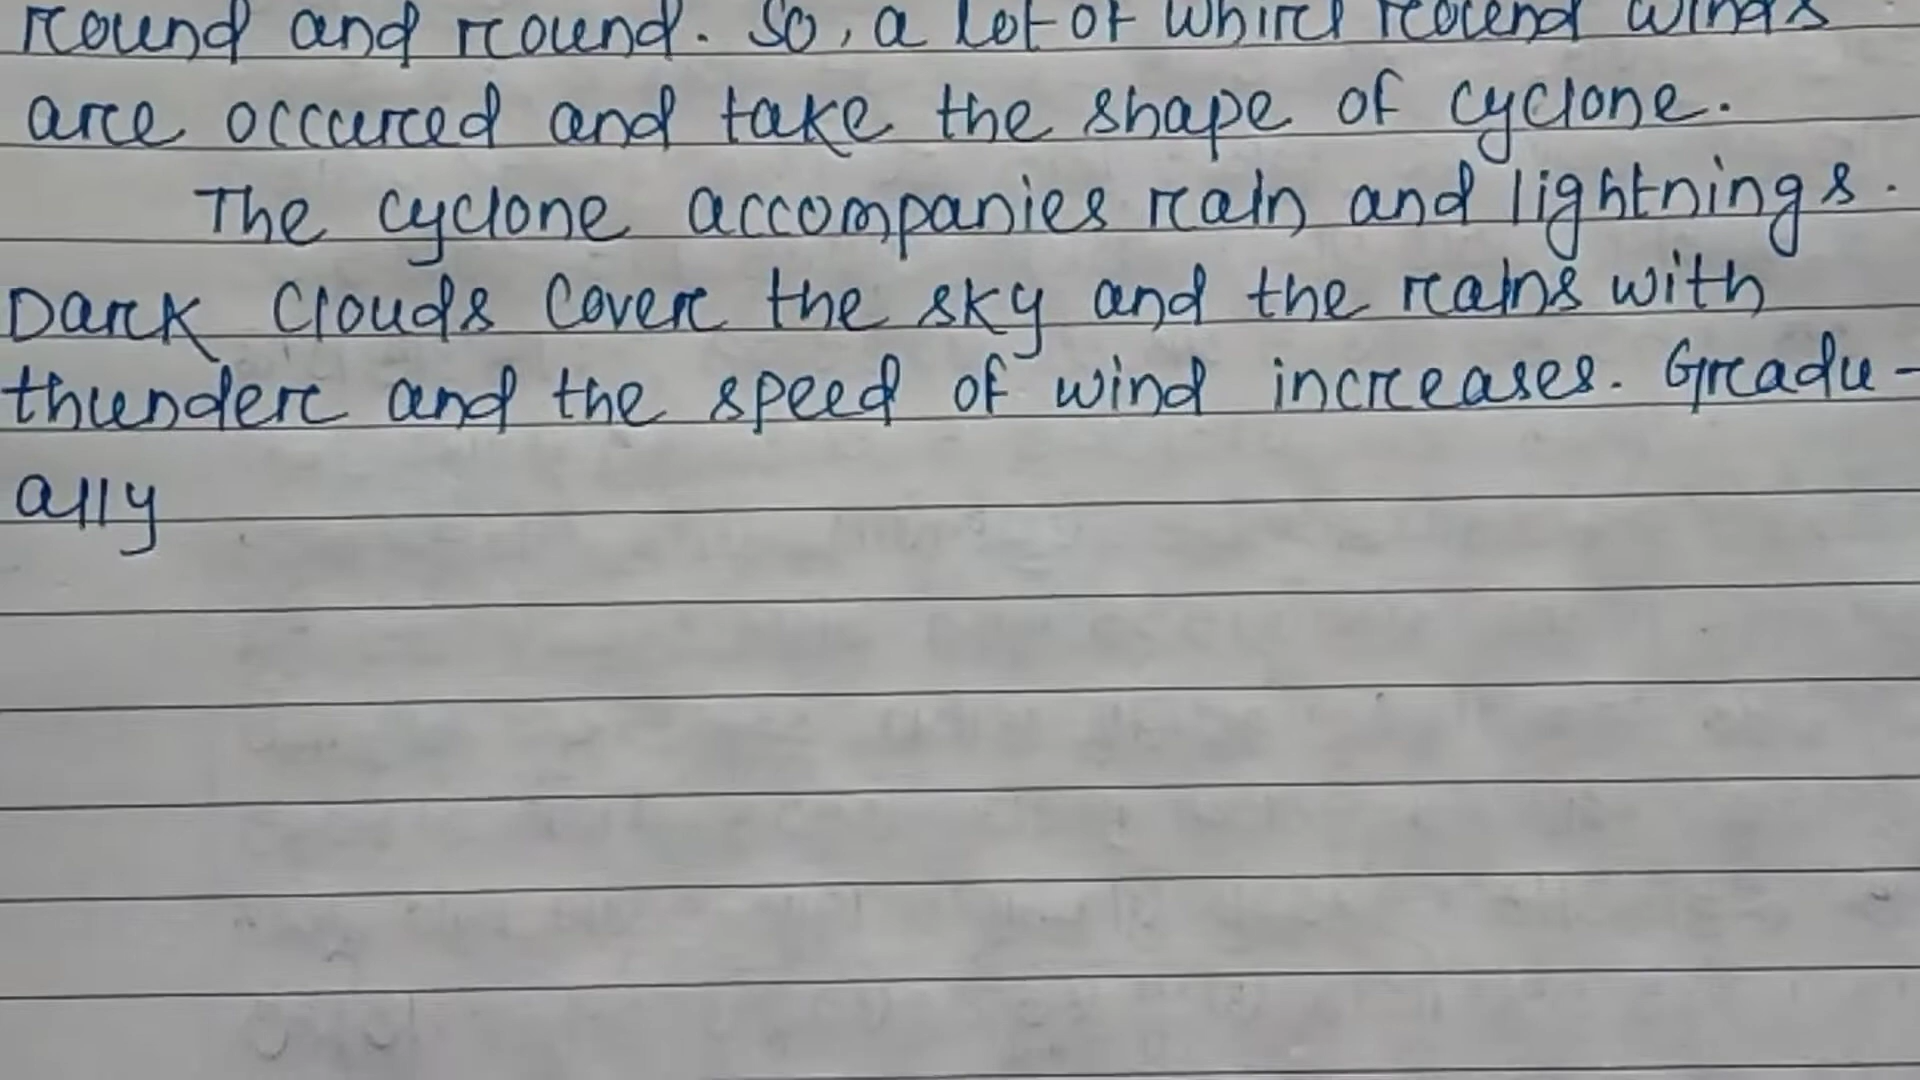 round and round. So, a lot of whirl round winds
are occured and take the shape of cyclone.
The cyclone accompanies rain and lightnings.
Dark Clouds Cover the sky and the rains with
thunder and the speed of wind increases. Gradu-
ally